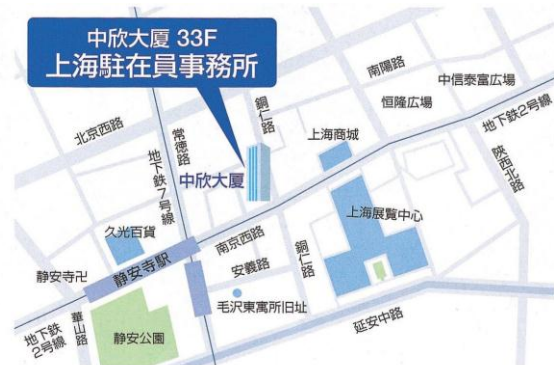 中欣大厦 33F
上海駐在員事務所
南陽路
中信泰富広場
恒隆広場
地下鉄2号線
銅仁路
上海商城
北京西路
常徳路
地下鉄7号線
中欣大厦
陝西北路
久光百貨
上海展覧中心
南京西路
静安寺駅
安義路
銅仁路
静安寺卍
毛沢東寓所旧址
延安中路
地下鉄
2号線
華山路
静安公園